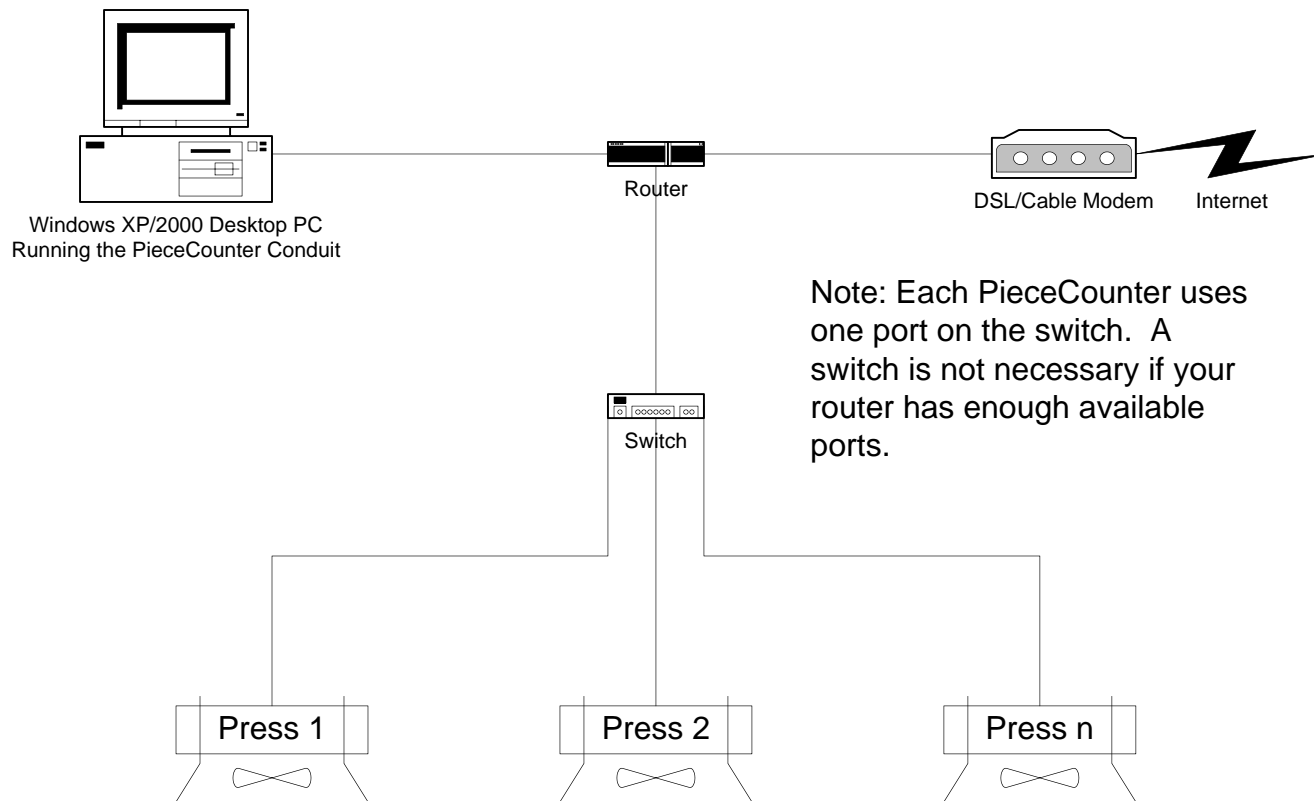 Router
DSL/Cable Modem
Internet
Windows XP/2000 Desktop PC
Running the PieceCounter Conduit
Note: Each PieceCounter uses
one port on the switch.  A
switch is not necessary if your
router has enough available
ports.
Switch
Press 1
Press 2
Press n